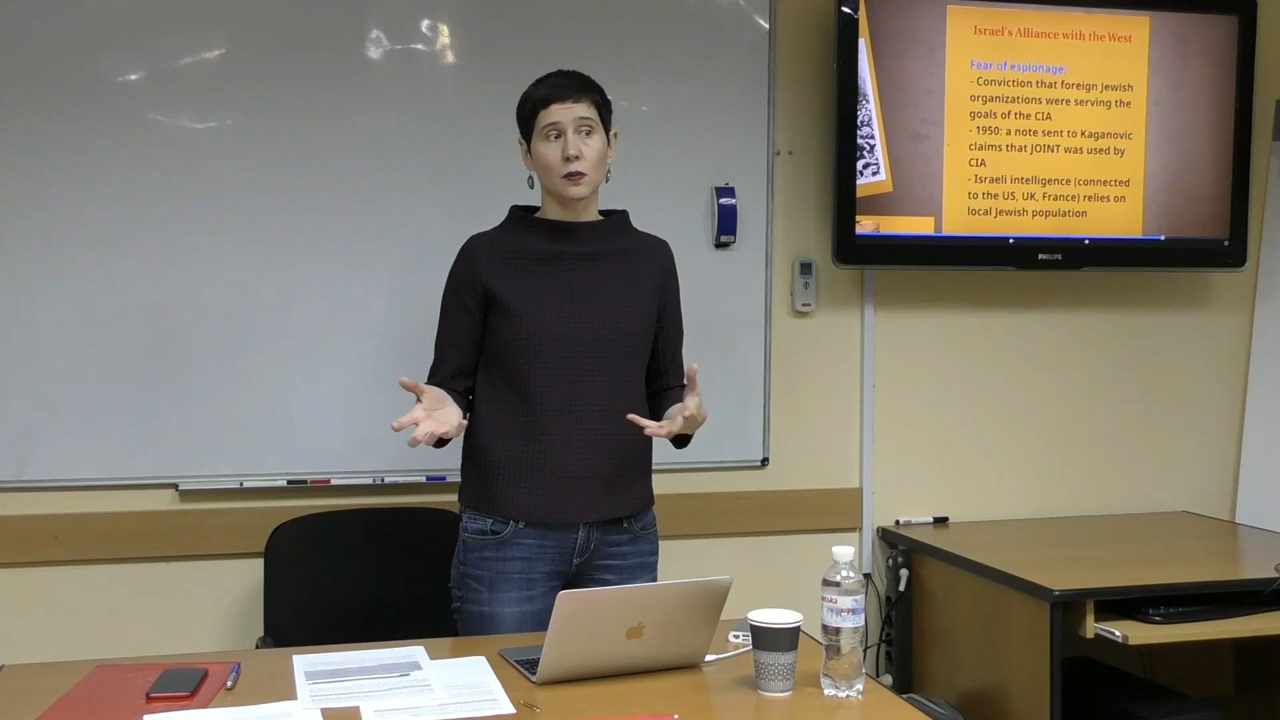 Israel's Alliance with the West
Fear of espionage:
- Conviction that foreign Jewish
organizations were serving the
goals of the CIA
- 1950: a note sent to Kaganovic
claims that JOINT was used by
CIA
- Israeli intelligence (connected
to the US, UK, France) relies on
local Jewish population
PHILIPS